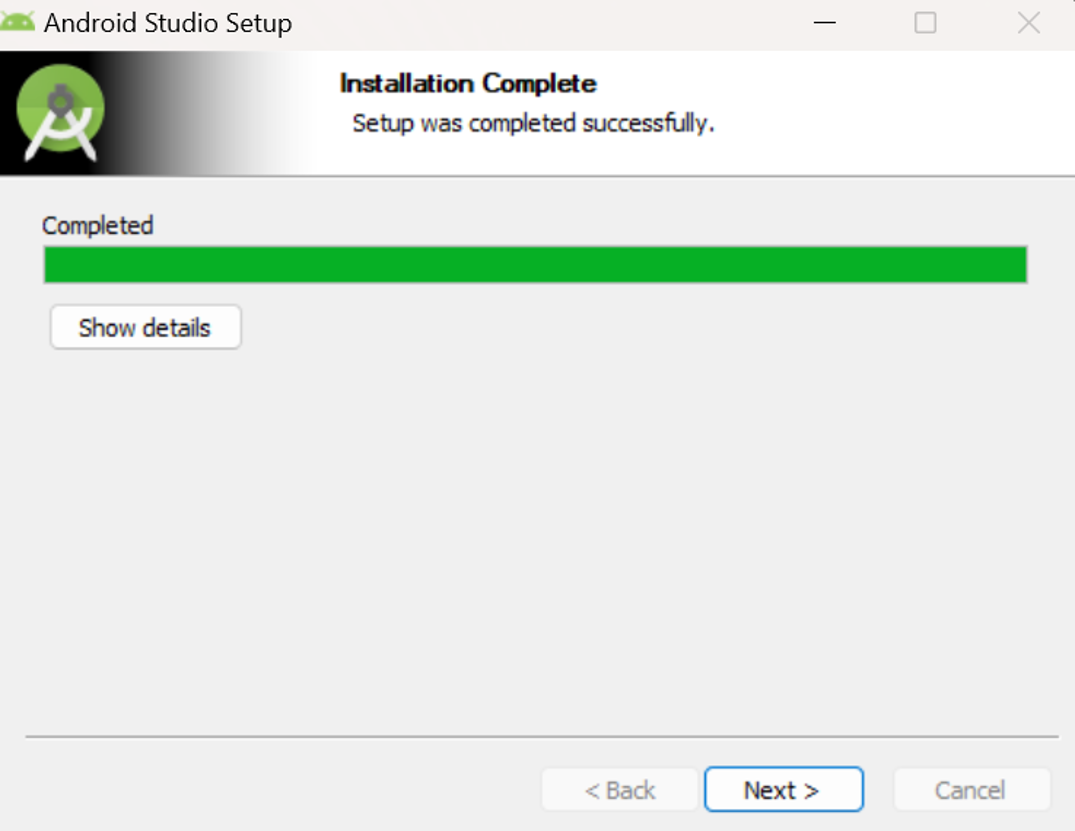 Android Studio Setup
Installation Complete
Setup was completed successfully.
Completed
Show details
< Back
Next >
Cancel